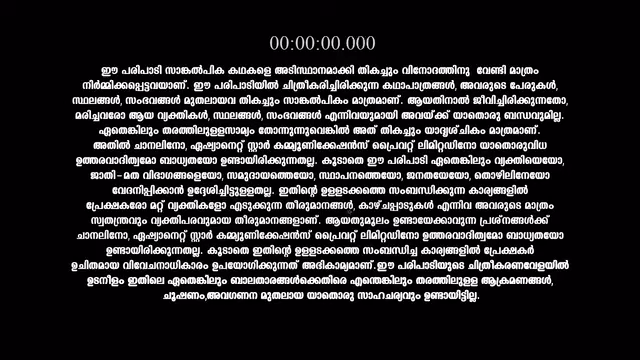 00:00:00.000
ഈ പരിപാടി സാങ്കൽപിക കഥകളെ അടിസ്ഥാനമാക്കി തികച്ചും വിനോദത്തിനു വേണ്ടി മാത്രം
നിർമ്മിക്കപ്പെട്ടവയാണ്. ഈ പരിപാടിയിൽ ചിത്രീകരിച്ചിരിക്കുന്ന കഥാപാത്രങ്ങൾ, അവരുടെ പേരുകൾ,
സ്ഥലങ്ങൾ, സംഭവങ്ങൾ മുതലായവ തികച്ചും സാങ്കൽപികം മാത്രമാണ്. ആയതിനാൽ ജീവിച്ചിരിക്കുന്നതോ,
മരിച്ചവരോ ആയ വ്യക്തികൾ, സ്ഥലങ്ങൾ, സംഭവങ്ങൾ എന്നിവയുമായി അവയ്ക്ക് യാതൊരു ബന്ധവുമില്ല.
ഏതെങ്കിലും തരത്തിലുള്ളസാമ്യം തോന്നുന്നുവെങ്കിൽ അത് തികച്ചും യാദൃശ്ചികം മാത്രമാണ്.
അതിൽ ചാനലിനോ, ഏഷ്യാനെറ്റ് സ്റ്റാർ കമ്മ്യൂണിക്കേഷൻസ് പ്രൈവറ്റ് ലിമിറ്റഡിനോ യാതൊരുവിധ
ഉത്തരവാദിത്വമോ ബാധ്യതയോ ഉണ്ടായിരിക്കുന്നതല്ല. കൂടാതെ ഈ പരിപാടി ഏതെങ്കിലും വ്യക്തിയെയോ,
ജാതി-മത വിഭാഗങ്ങളെയോ, സമുദായത്തെയോ, സ്ഥാപനത്തെയോ, ജനതയേയോ, തൊഴിലിനേയോ
വേദനിപ്പിക്കാൻ ഉദ്ദേശിച്ചിട്ടുള്ളതല്ല. ഇതിന്റെ ഉള്ളടക്കത്തെ സംബന്ധിക്കുന്ന കാര്യങ്ങളിൽ
പ്രേക്ഷകരോ മറ്റ് വ്യക്തികളോ എടുക്കുന്ന തീരുമാനങ്ങൾ, കാഴ്ചപ്പാടുകൾ എന്നിവ അവരുടെ മാത്രം
സ്വതന്ത്രവും വ്യക്തിപരവുമായ തീരുമാനങ്ങളാണ്. ആയതുമൂലം ഉണ്ടായേക്കാവുന്ന പ്രശ്നങ്ങൾക്ക്
ചാനലിനോ, ഏഷ്യാനെറ്റ് സ്റ്റാർ കമ്മ്യൂണിക്കേഷൻസ് പ്രൈവറ്റ് ലിമിറ്റഡിനോ ഉത്തരവാദിത്വമോ ബാധ്യതയോ
ഉണ്ടായിരിക്കുന്നതല്ല. കൂടാതെ ഇതിന്റെ ഉള്ളടക്കത്തെ സംബന്ധിച്ച കാര്യങ്ങളിൽ പ്രേക്ഷകർ
ഉചിതമായ വിവേചനാധികാരം ഉപയോഗിക്കുന്നത് അഭികാമ്യമാണ്.ഈ പരിപാടിയുടെ ചിത്രീകരണവേളയിൽ
ഉടനീളം ഇതിലെ ഏതെങ്കിലും ബാലതാരങ്ങൾക്കെതിരെ എന്തെങ്കിലും തരത്തിലുള്ള ആക്രമണങ്ങൾ,
ചൂഷണം,അവഗണന മുതലായ യാതൊരു സാഹചര്യവും ഉണ്ടായിട്ടില്ല.